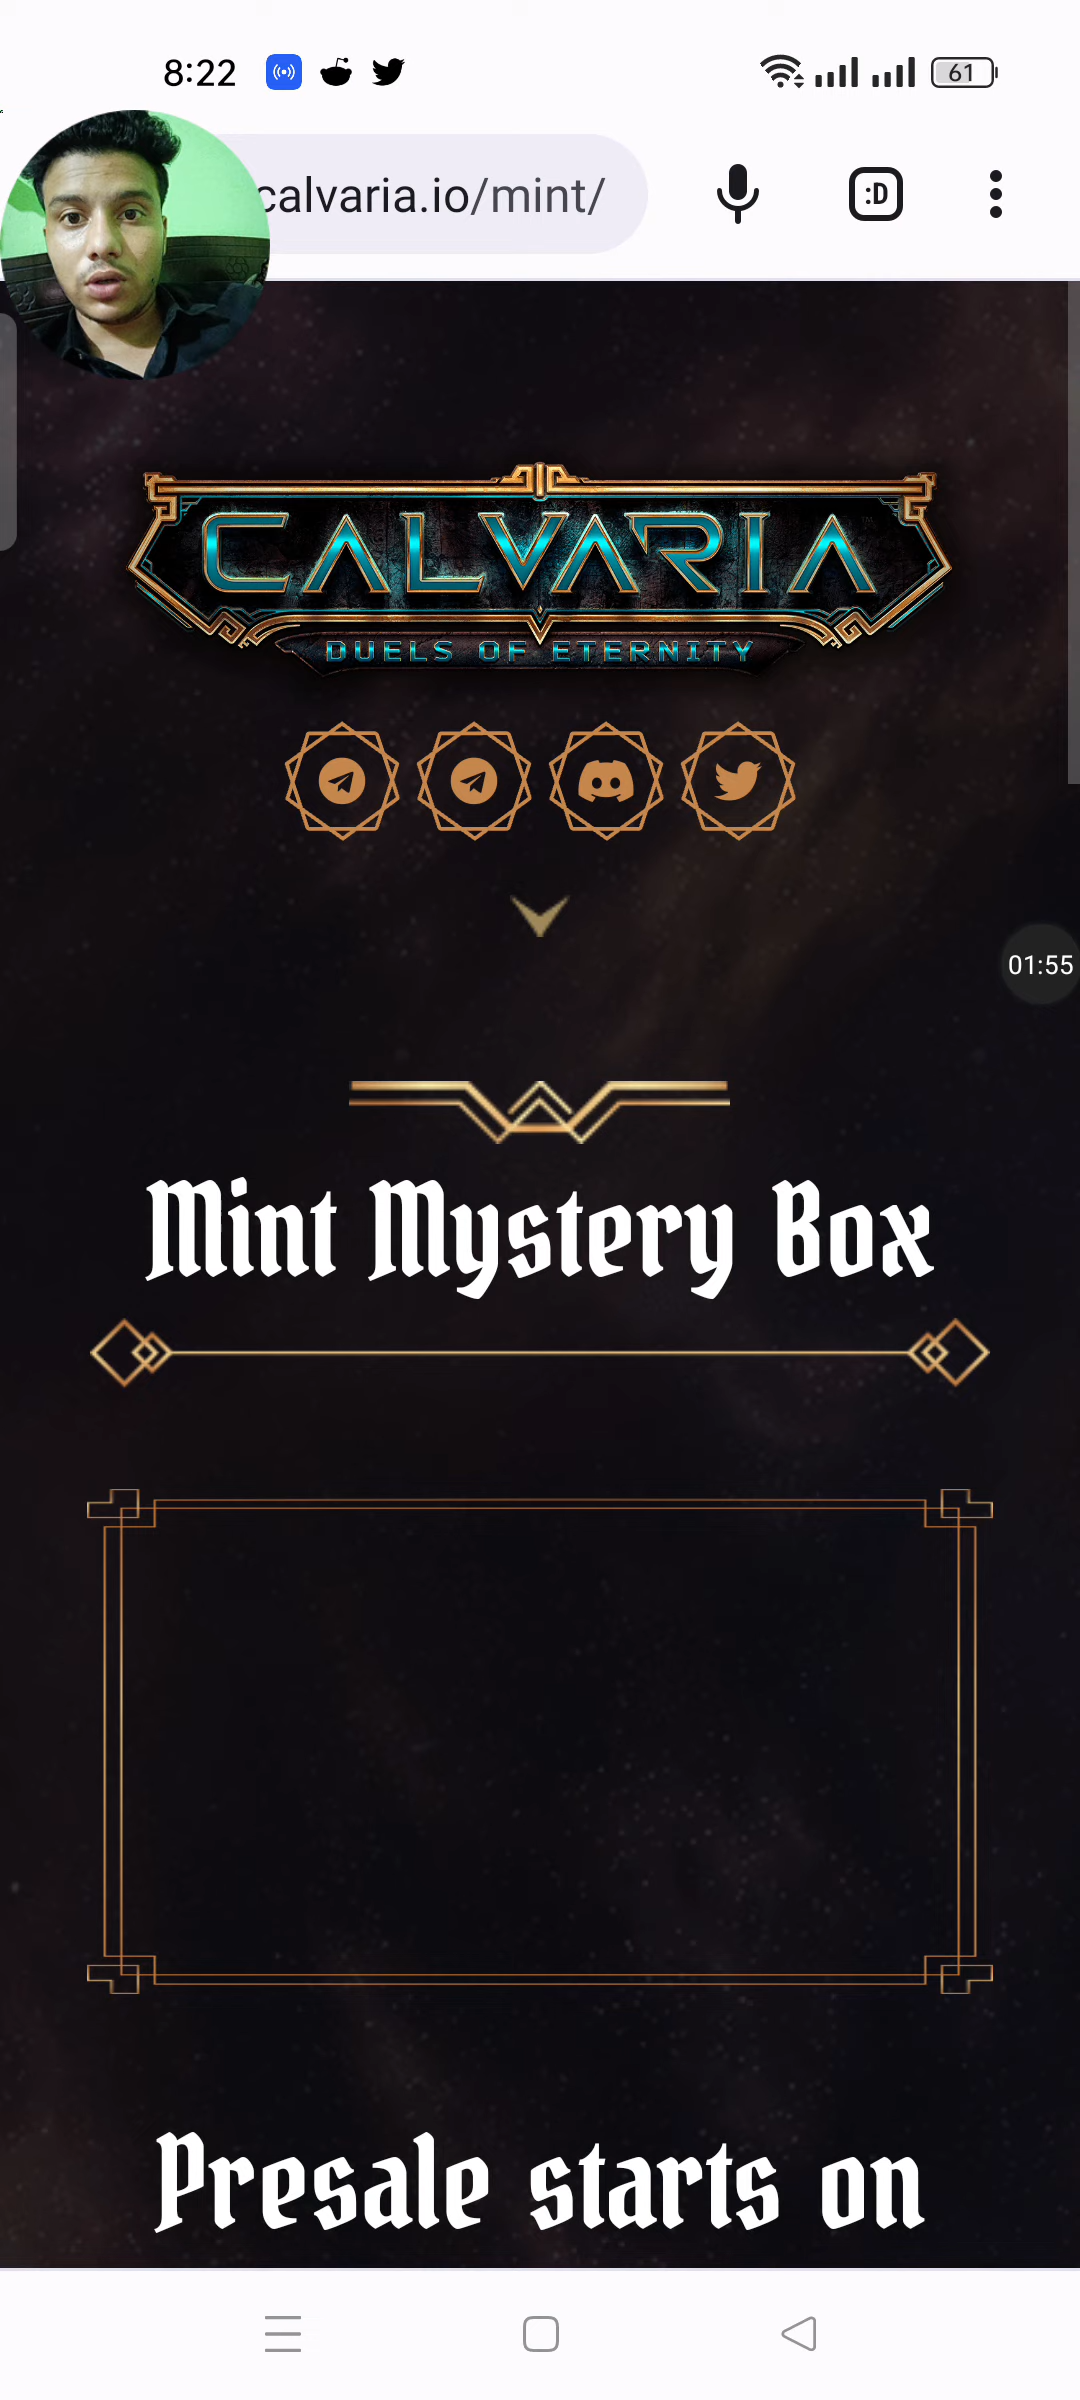 8:22
61
calvaria.io/mint/
:D
CALVARIA
DUELS OF ETERNITY
01:55
Mint Mystery Box
Presale starts on